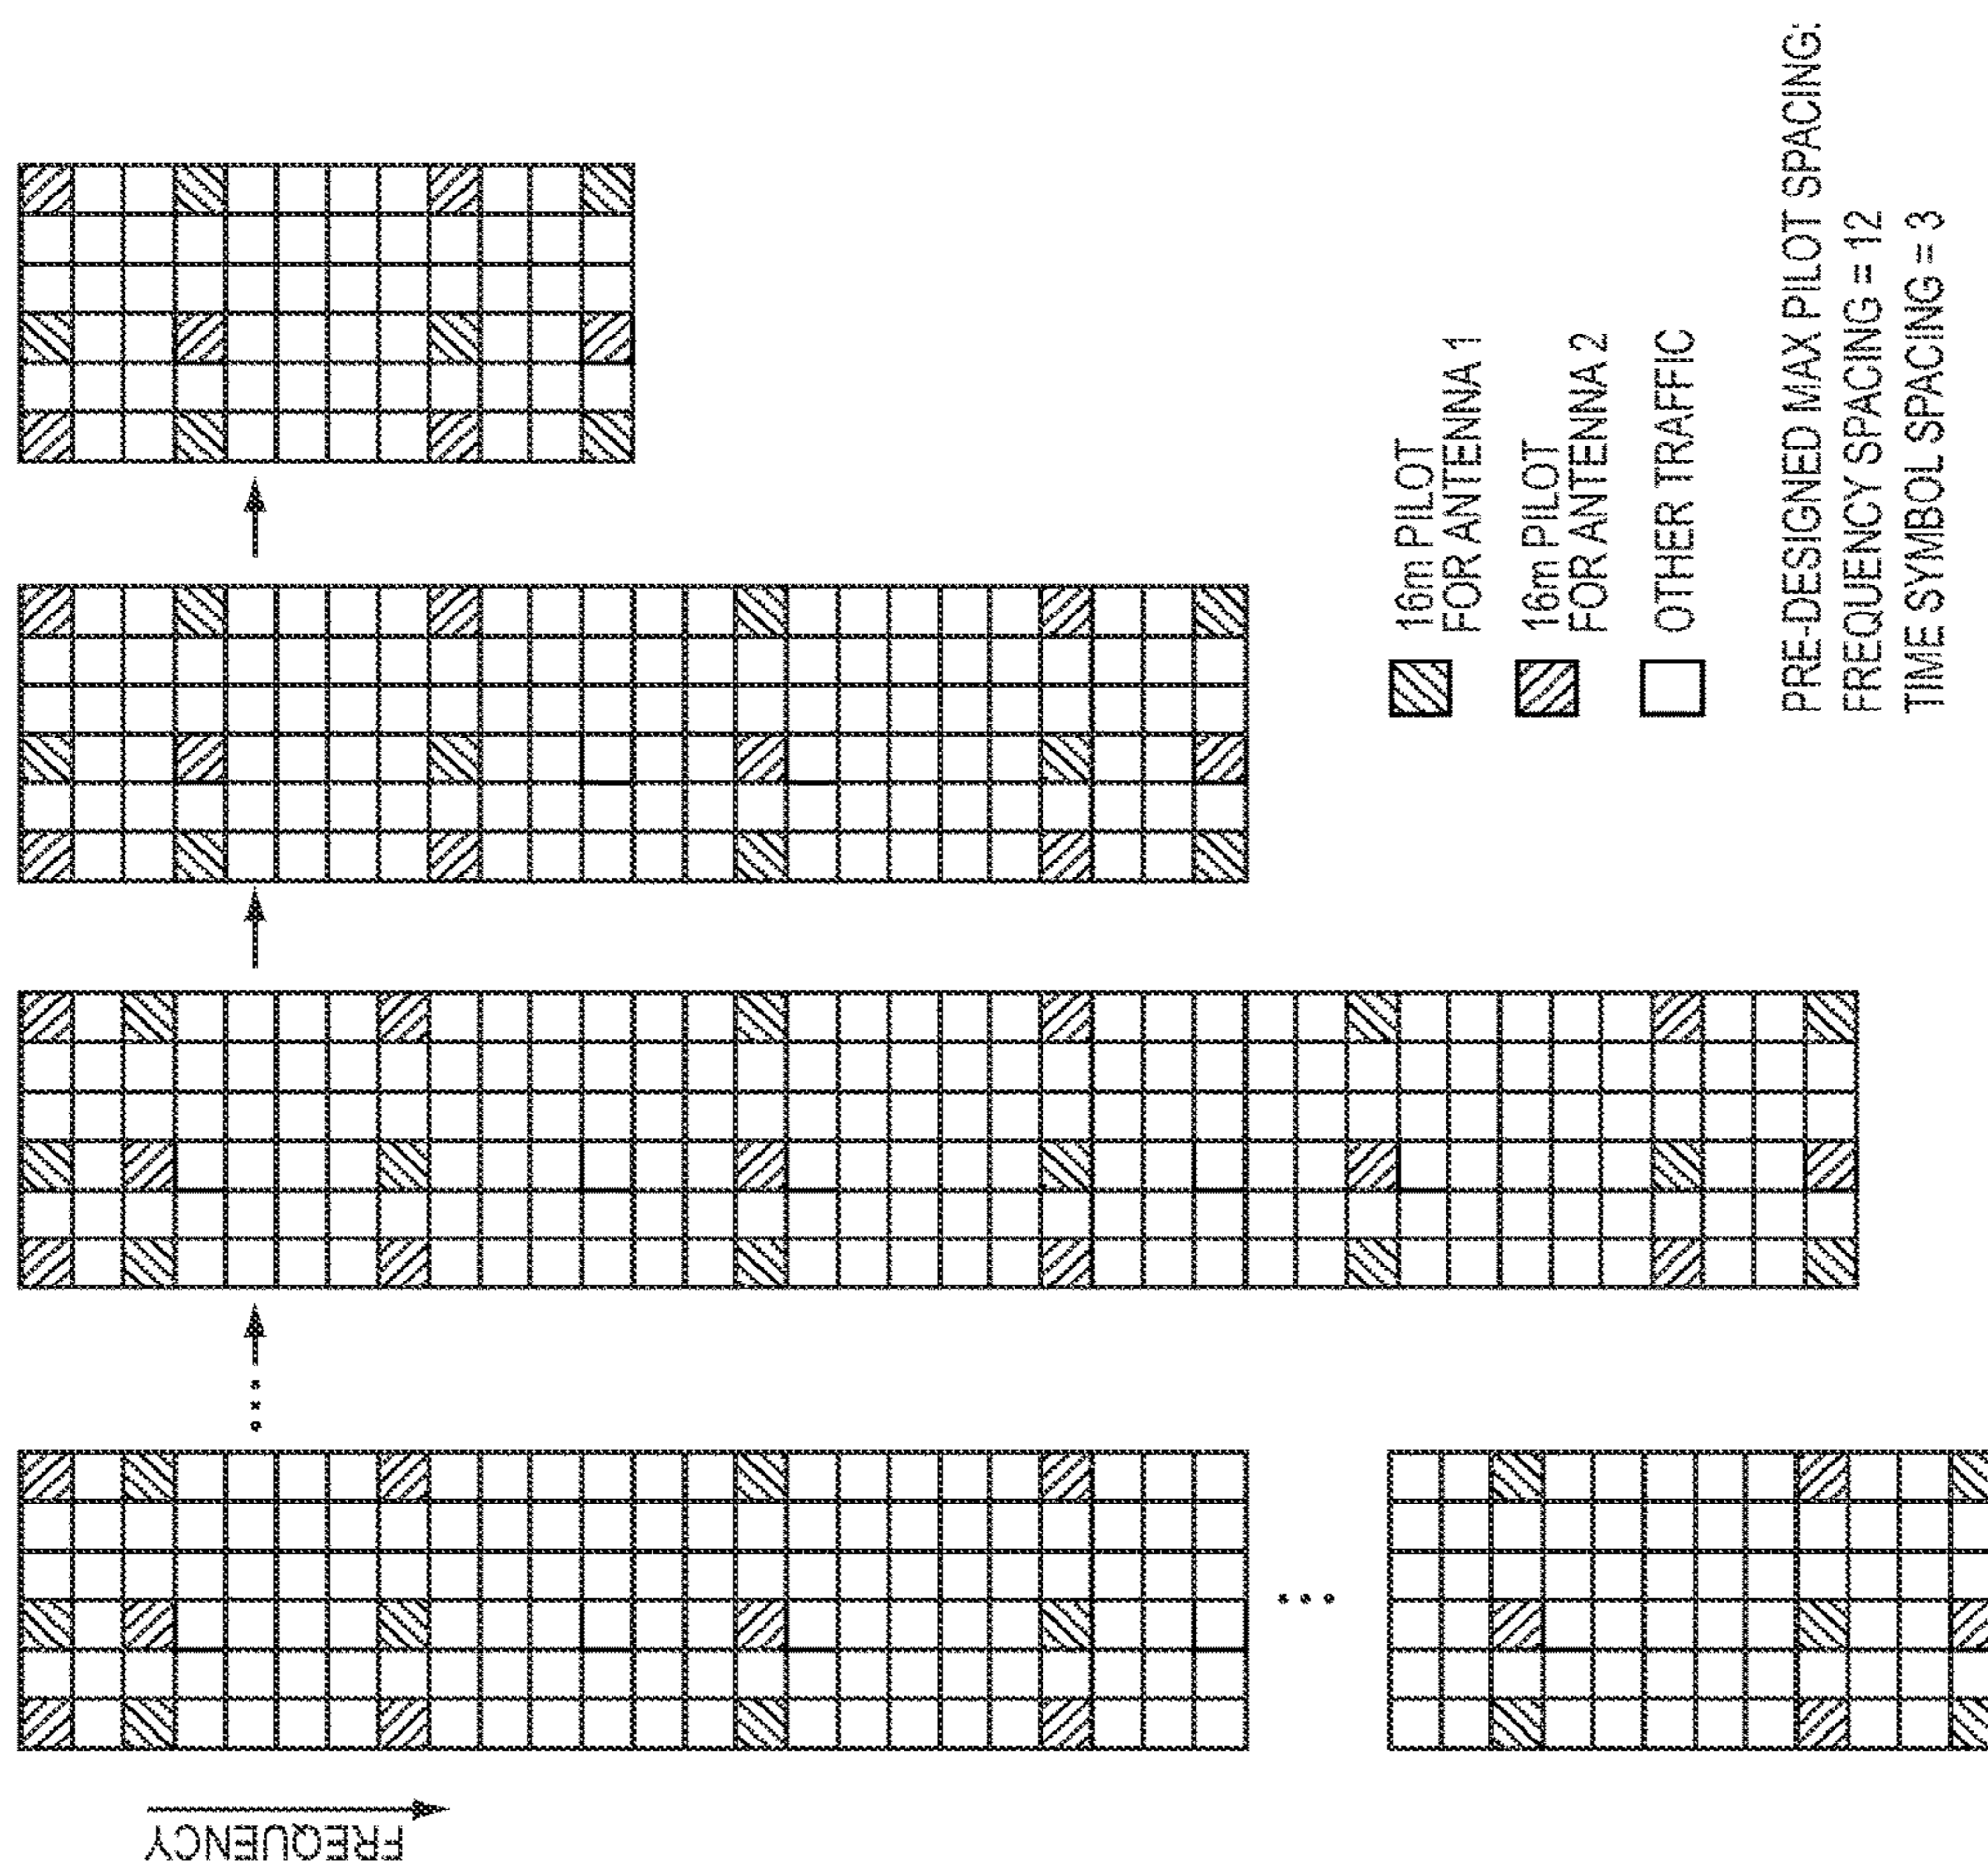 FREQUENCY
16m PILOT
FOR ANTENNA 1
16m PILOT
FOR ANTENNA 2
OTHER TRAFFIC
PRE-DESIGNED MAX PILOT SPACING:
FREQUENCY SPACING = 12
TIME SYMBOL SPACING = 3